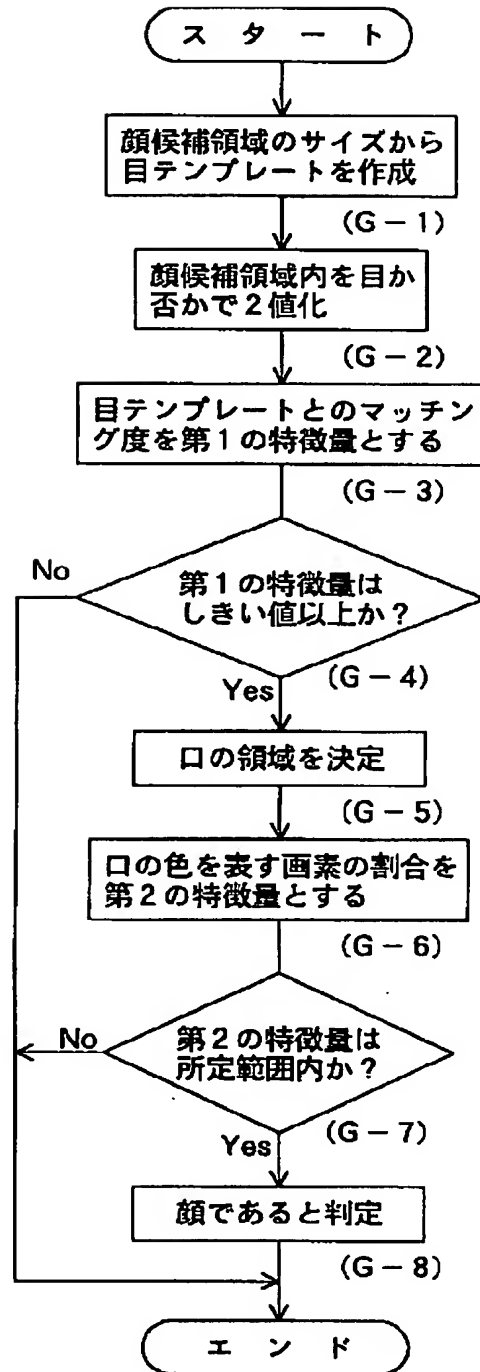 スタート
顔候補領域のサイズから
目テンプレートを作成
(G－1)
顔候補領域内を目か
否かで2値化
(G－2)
目テンプレートとのマッチン
グ度を第1の特徴量とする
(G－3)
No
第1の特徴量は
しきい値以上か？
(G－4)
Yes
口の領域を決定
(G－5)
口の色を表す画素の割合を
第2の特徴量とする
(G－6)
No
第2の特徴量は
所定範囲内か？
(G－7)
Yes
顔であると判定
(G－8)
エンド